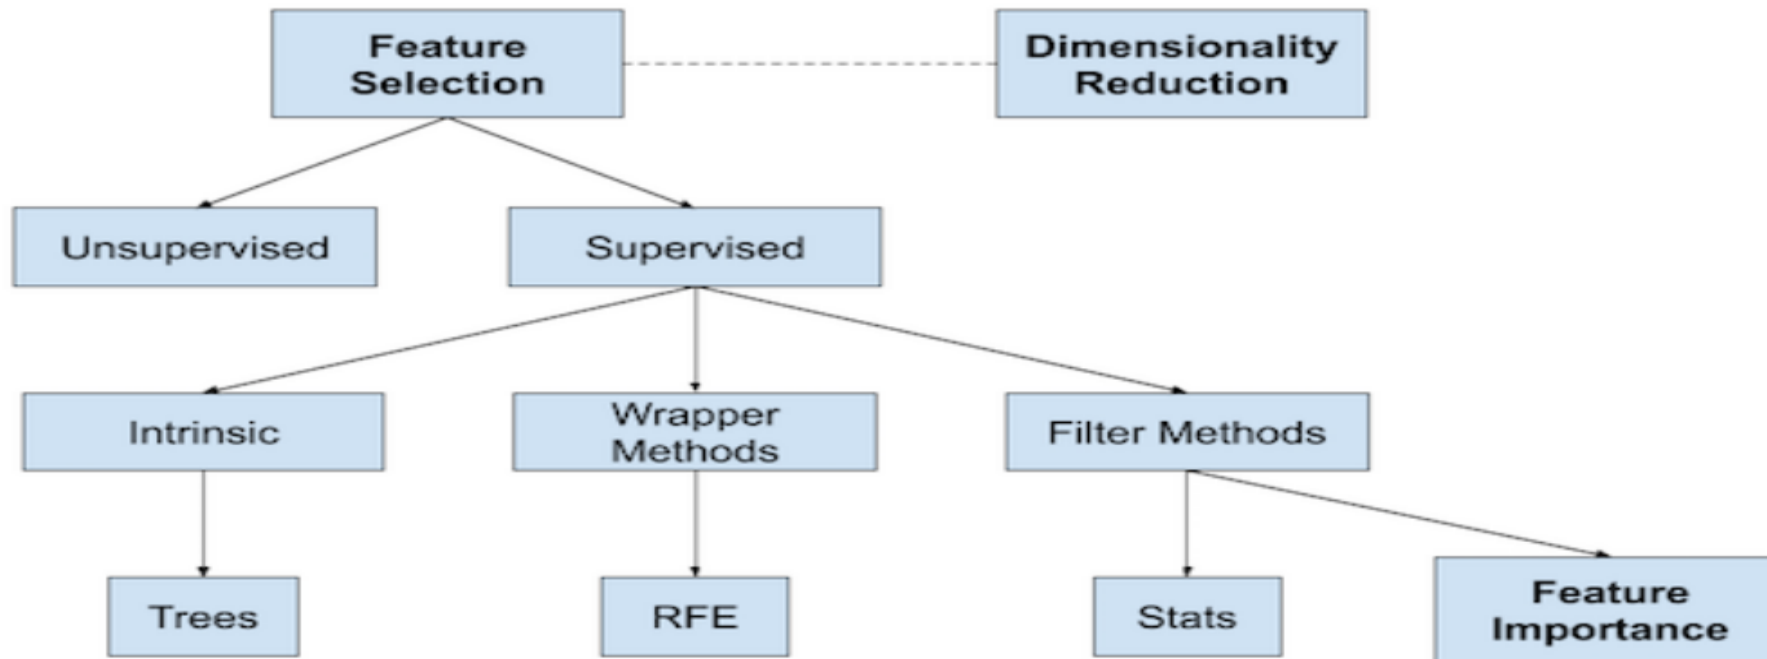 Feature
Selection
Dimensionality
Reduction
Unsupervised
Supervised
Intrinsic
Wrapper
Methods
Filter Methods
Trees
RFE
Stats
Feature
Importance